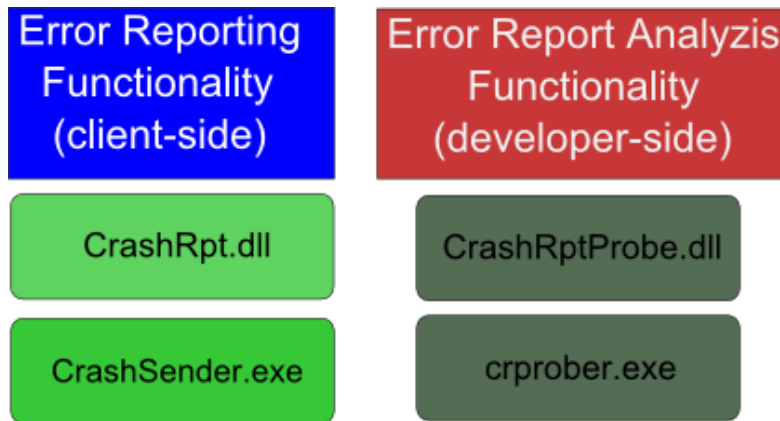 Error Reporting
Functionality
(client-side)
Error Report Analyzis
Functionality
(developer-side)
CrashRpt.dll
CrashRptProbe.dll
CrashSender.exe
crprober.exe